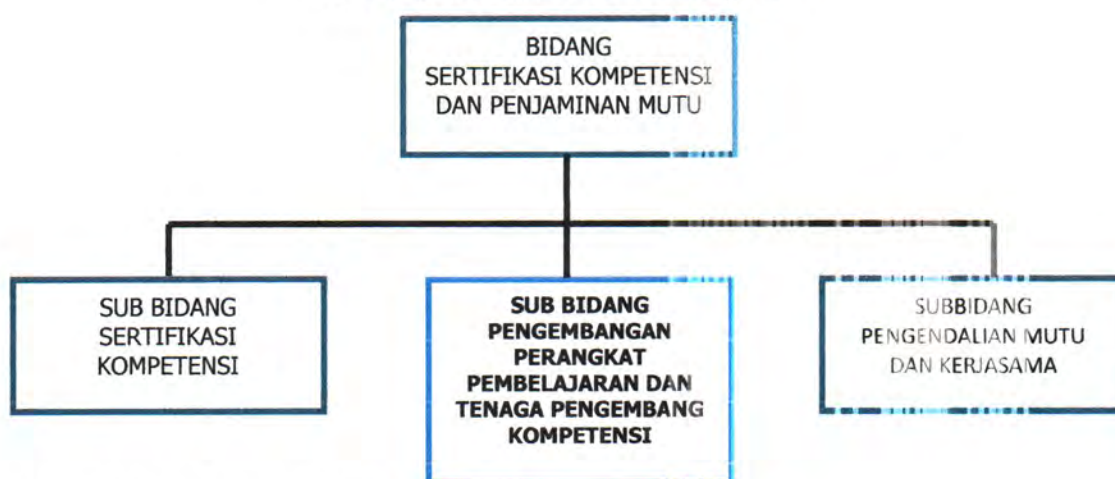 BIDANG
SERTIFIKASI KOMPETENSI
DAN PENJAMINAN MUTU
SUB BIDANG
SERTIFIKASI
KOMPETENSI
SUB BIDANG
PENGEMBANGAN
PERANGKAT
PEMBELAJARAN DAN
TENAGA PENGEMBANG
KOMPETENSI
SUBBIDANG
PENGENDALIAN MUTU
DAN KERJASAMA